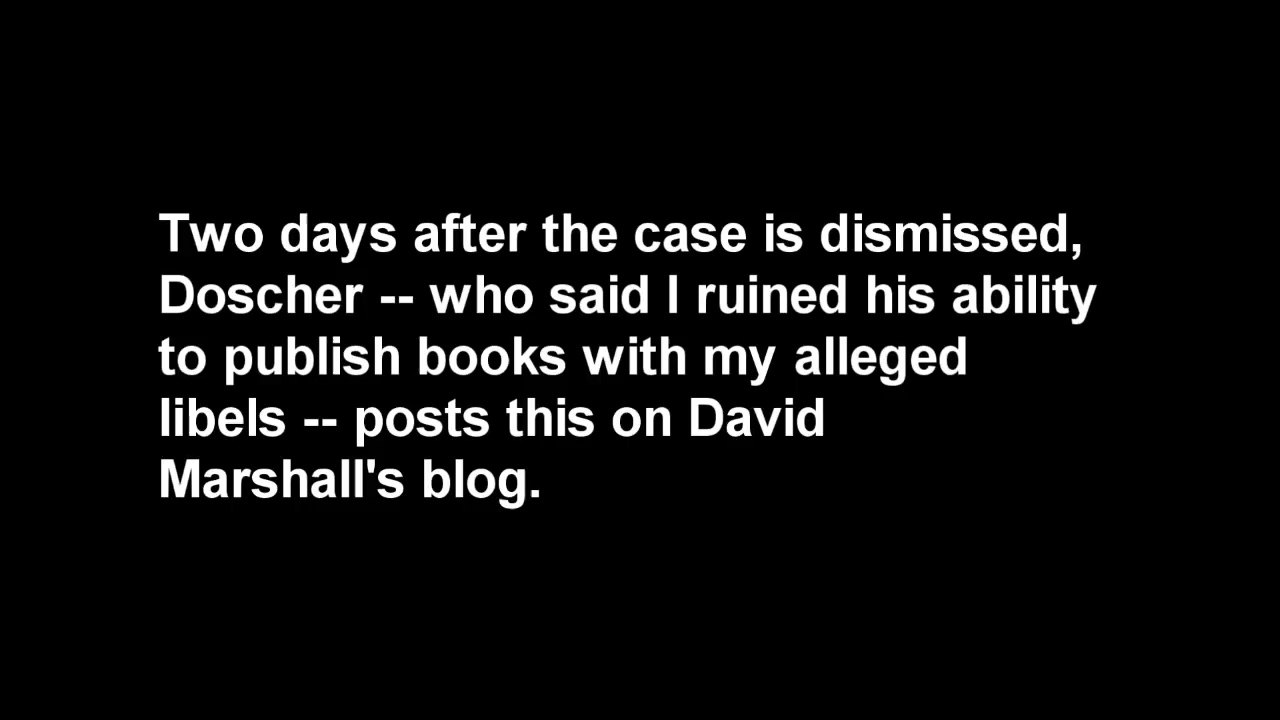 Two days after the case is dismissed,
Doscher -- who said I ruined his ability
to publish books with my alleged
libels -- posts this on David
Marshall's blog.